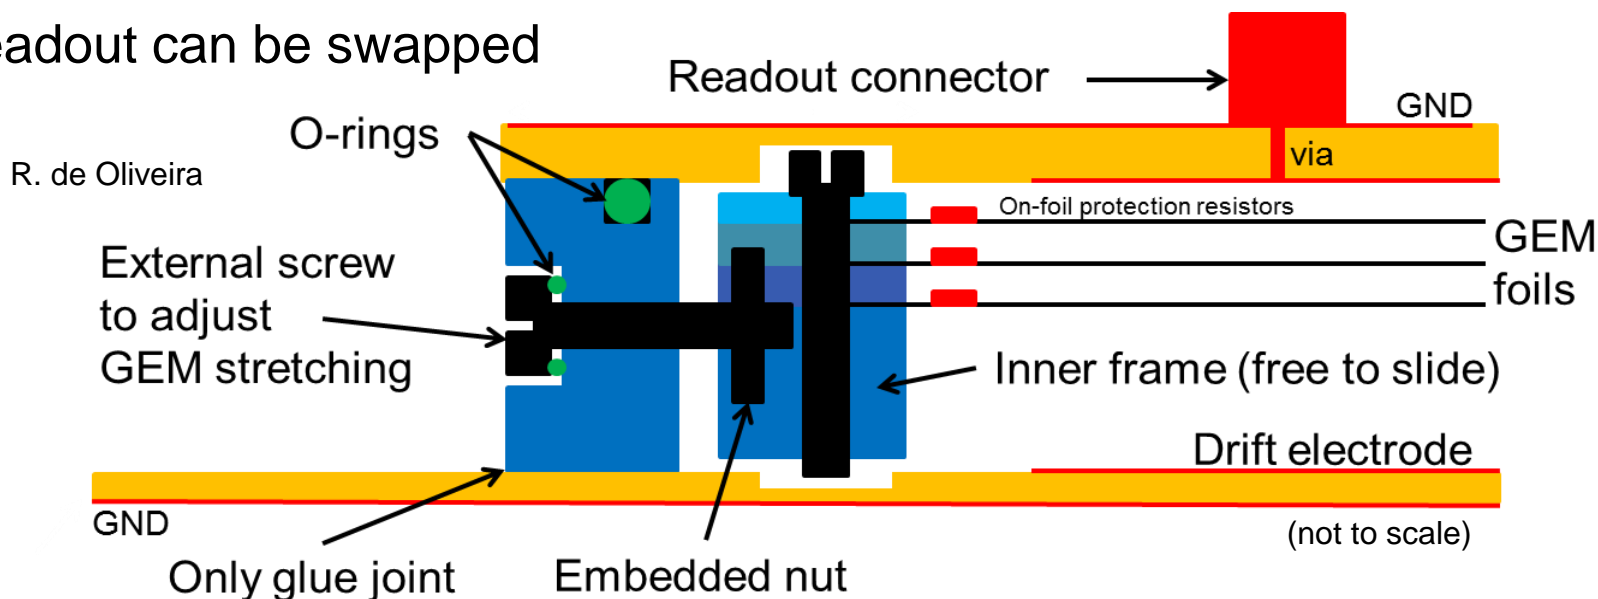 eadout can be swapped
Readout connector
GND
O-rings
via
R. de Oliveira
On-foil protection resistors
GEM
foils
External screw
to adjust
GEM stretching
Inner frame (free to slide)
Drift electrode
GND
(not to scale)
Only glue joint
Embedded nut